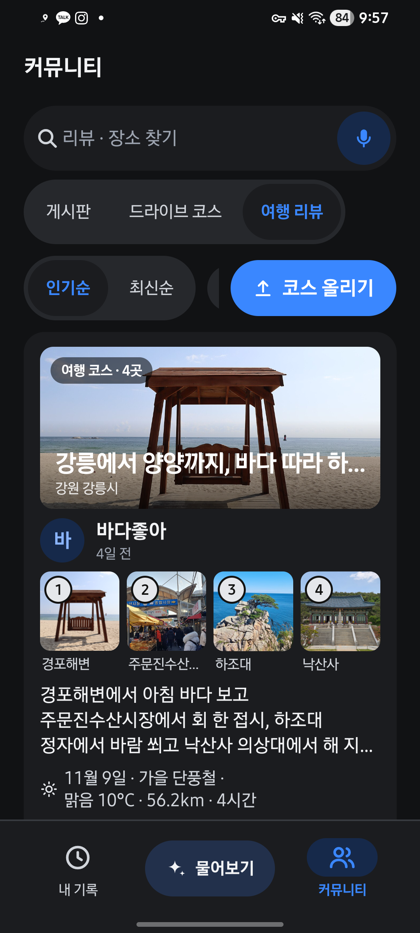 84 9:57
커뮤니티
리뷰 · 장소 찾기
게시판 드라이브 코스 여행 리뷰
인기순 최신순 코스 올리기
여행 코스 · 4곳
강릉에서 양양까지, 바다 따라 하...
강원 강릉시
바 바다좋아
4일 전
1 2 3 4
경포해변 주문진수산... 하조대 낙산사
경포해변에서 아침 바다 보고
주문진수산시장에서 회 한 접시, 하조대
정자에서 바람 쐬고 낙산사 의상대에서 해 지...
11월 9일 · 가을 단풍철 ·
맑음 10°C · 56.2km · 4시간
내 기록 물어보기 커뮤니티